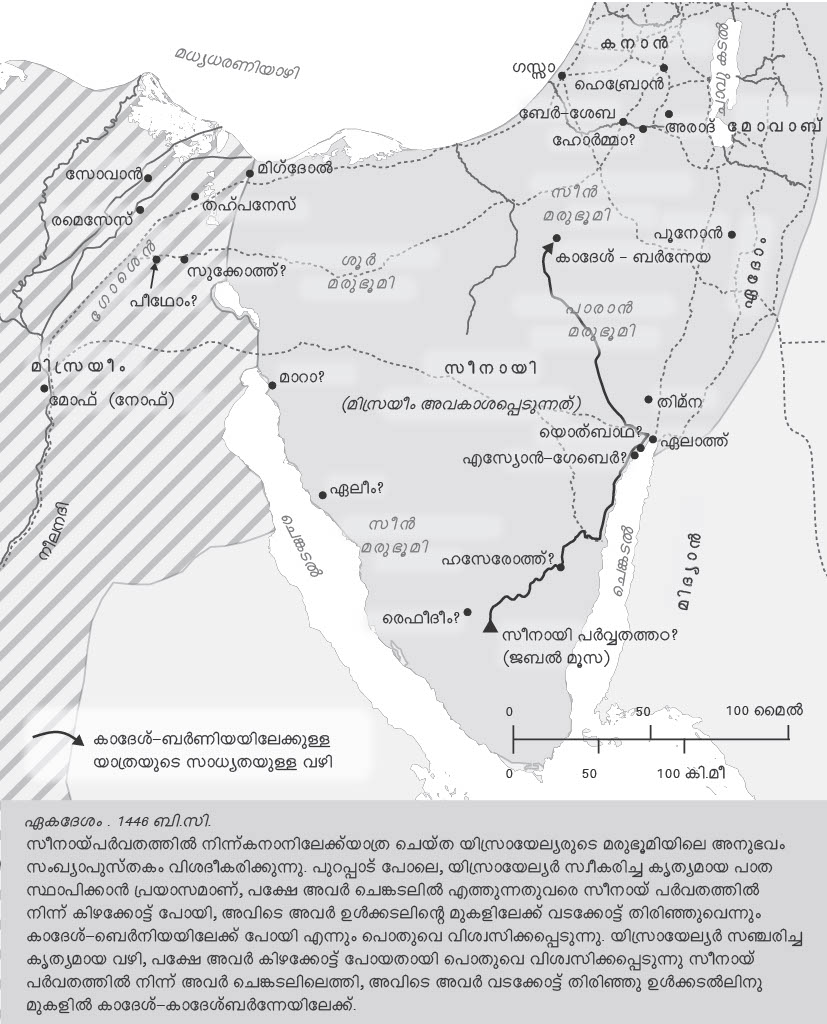 മധ്യധരണിയാഴി
കനാൻ
ഗസ്സാ
ഹെബ്രോൻ
ചാവുകടൽ
ബേർ–ശേബ
അരാദ്
മോവാബ്
ഹോർമ്മാ?
സോവാൻ
മിഗ്ദോൽ
രമെസേസ്
തഹ്പനേസ്
സീൻ
മരുഭൂമി
പൂനോൻ
ഏദോം
കാദേശ് – ബർന്നേയ
ഗോശെൻ
സുക്കോത്ത്?
പീഥോം?
ശൂർ
മരുഭൂമി
പാരാൻ
മരുഭൂമി
മിസ്രയീം
മോഫ് (നോഫ്)
മാറാ?
സീനായി
(മിസ്രയീം അവകാശപ്പെടുന്നത്)
തിമ്ന
യൊത്ബാഥ?
ഏലാത്ത്
എസ്യോൻ–ഗേബെർ?
ഏലീം?
നീലനദി
ചെങ്കടൽ
സീൻ
മരുഭൂമി
ഹസേരോത്ത്?
ചെങ്കടൽ
മിദ്യാൻ
രെഫീദീം?
സീനായി പർവ്വതത്തഠ?
(ജബൽ മൂസ)
0 50 100 മൈൽ
0 50 100 കി.മീ
കാദേശ്–ബർണിയയിലേക്കുള്ള
യാത്രയുടെ സാധ്യതയുള്ള വഴി
ഏകദേശം . 1446 ബി.സി.
സീനായ്പർവതത്തിൽ നിന്ന്കനാനിലേക്ക്യാത്ര ചെയ്ത യിസ്രായേല്യരുടെ മരുഭൂമിയിലെ അനുഭവം
സംഖ്യാപുസ്തകം വിശദീകരിക്കുന്നു. പുറപ്പാട് പോലെ, യിസ്രായേല്യർ സ്വീകരിച്ച കൃത്യമായ പാത
സ്ഥാപിക്കാൻ പ്രയാസമാണ്, പക്ഷേ അവർ ചെങ്കടലിൽ എത്തുന്നതുവരെ സീനായ് പർവതത്തിൽ
നിന്ന് കിഴക്കോട്ട് പോയി, അവിടെ അവർ ഉൾക്കടലിന്റെ മുകളിലേക്ക് വടക്കോട്ട് തിരിഞ്ഞുവെന്നും
കാദേശ്–ബെർനിയയിലേക്ക് പോയി എന്നും പൊതുവെ വിശ്വസിക്കപ്പെടുന്നു. യിസ്രായേല്യർ സഞ്ചരിച്ച
കൃത്യമായ വഴി, പക്ഷേ അവർ കിഴക്കോട്ട് പോയതായി പൊതുവെ വിശ്വസിക്കപ്പെടുന്നു സീനായ്
പർവതത്തിൽ നിന്ന് അവർ ചെങ്കടലിലെത്തി, അവിടെ അവർ വടക്കോട്ട് തിരിഞ്ഞു ഉൾക്കടൽലിനു
മുകളിൽ കാദേശ്–കാദേശ്ബർന്നേയിലേക്ക്.